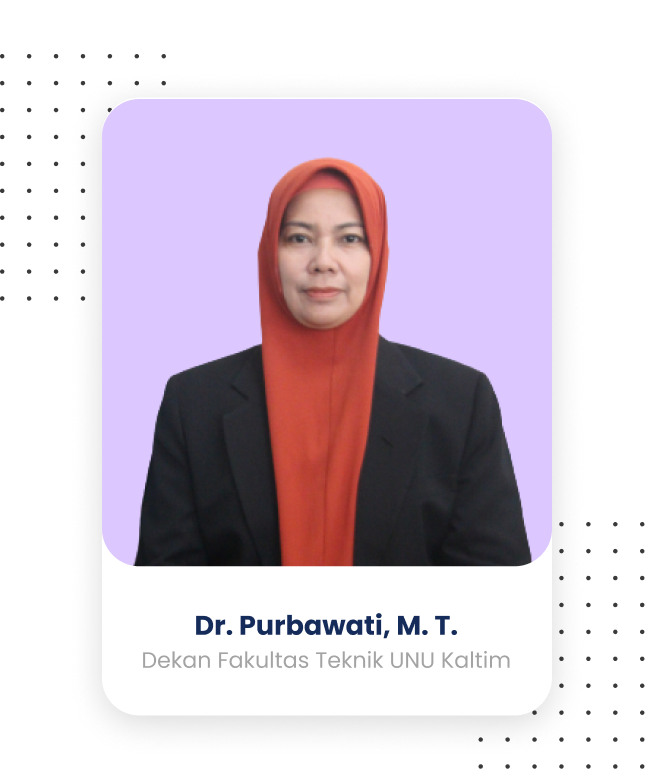 Dr. Purbawati, M. T.
Dekan Fakultas Teknik UNU Kaltim